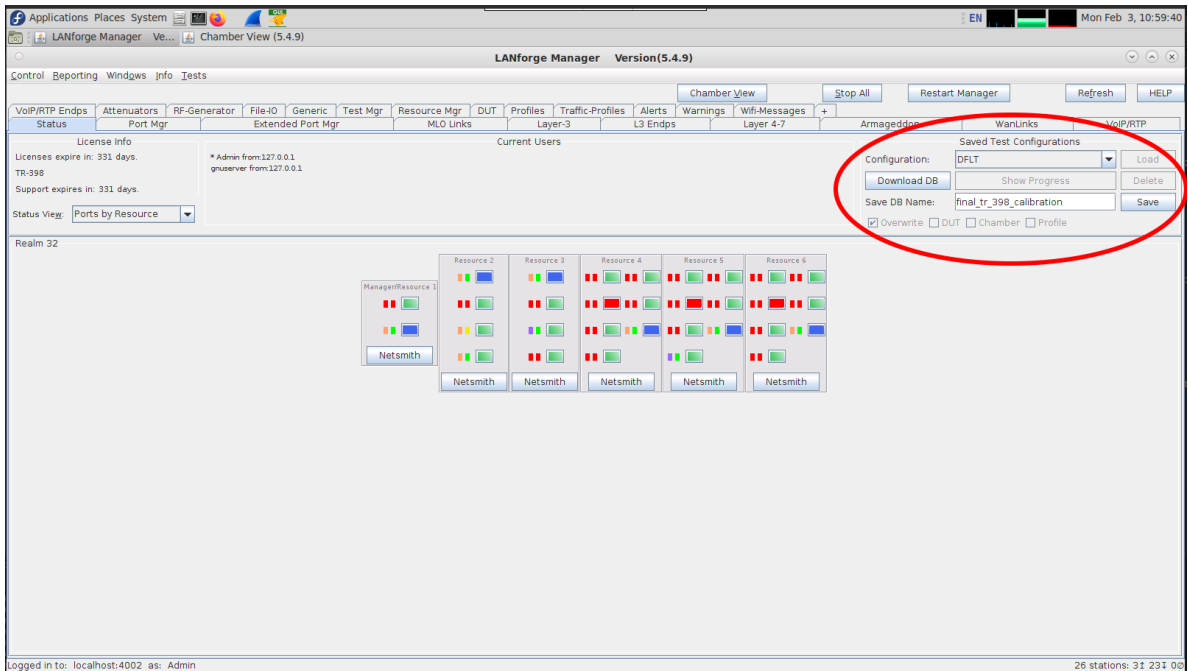 Applications Places System EN Mon Feb 3, 10:59:40
LANforge Manager Ve... Chamber View (5.4.9)
LANforge Manager Version(5.4.9)
Control Reporting Windows Info Tests
Chamber View Stop All Restart Manager Refresh HELP
VoIP/RTP Endps Attenuators RF-Generator File-IO Generic Test Mgr Resource Mgr DUT Profiles Traffic-Profiles Alerts Warnings Wifi-Messages +
Status Port Mgr Extended Port Mgr MLO Links Layer-3 L3 Endps Layer 4-7 Armageddon WanLinks VoIP/RTP
License Info Current Users Saved Test Configurations
Licenses expire in: 331 days. * Admin from:127.0.0.1 Configuration: DFLT Load
gnuserver from:127.0.0.1
TR-398 Download DB Show Progress Delete
Support expires in: 331 days.
Save DB Name: final_tr_398_calibration Save
Status View: Ports by Resource Overwrite DUT Chamber Profile
Realm 32
Resource 2 Resource 3 Resource 4 Resource 5 Resource 6
Manager/Resource 1
Netsmith
Netsmith Netsmith Netsmith Netsmith Netsmith
Logged in to: localhost:4002 as: Admin 26 stations: 3↥ 23↧ 0∅